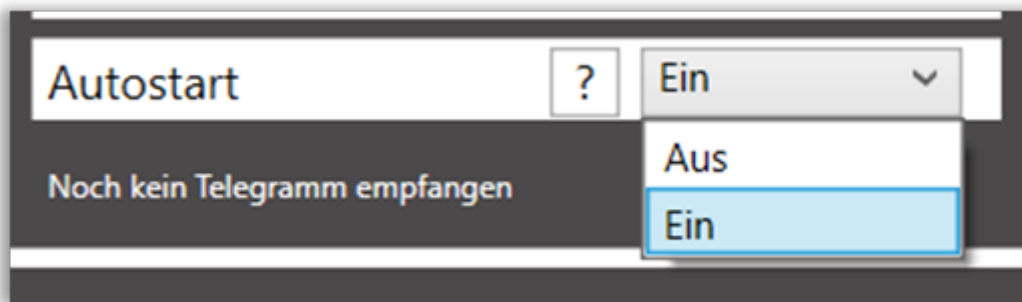 Autostart
?
Ein
Aus
Noch kein Telegramm empfangen
Ein